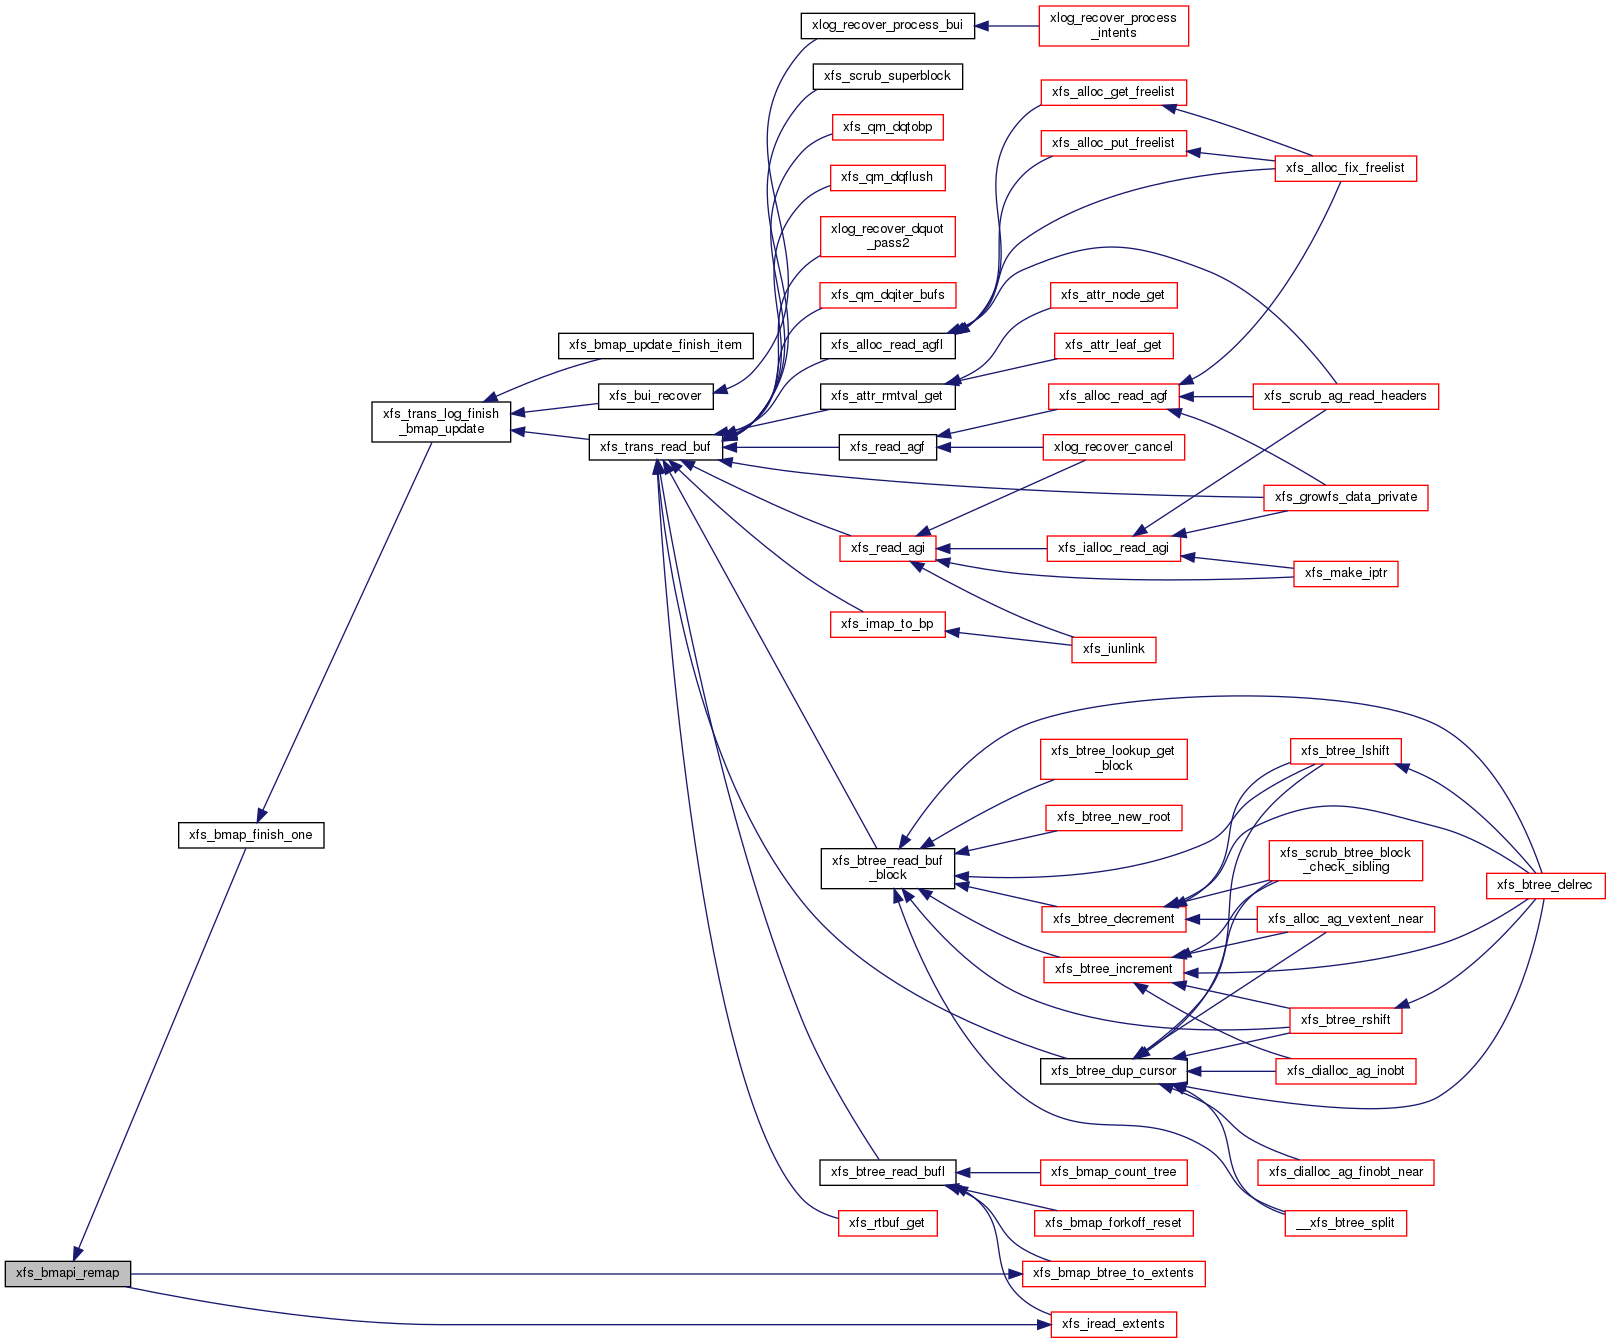 xlog_recover_process_bui
xlog_recover_process
_intents
xfs_scrub_superblock
xfs_alloc_get_freelist
xfs_qm_dqtobp
xfs_alloc_put_freelist
xfs_alloc_fix_freelist
xfs_qm_dqflush
xlog_recover_dquot
_pass2
xfs_qm_dqiter_bufs
xfs_attr_node_get
xfs_bmap_update_finish_item
xfs_alloc_read_agfl
xfs_attr_leaf_get
xfs_bui_recover
xfs_attr_rmtval_get
xfs_alloc_read_agf
xfs_scrub_ag_read_headers
xfs_trans_log_finish
_bmap_update
xfs_trans_read_buf
xfs_read_agf
xlog_recover_cancel
xfs_growfs_data_private
xfs_read_agi
xfs_ialloc_read_agi
xfs_make_iptr
xfs_imap_to_bp
xfs_iunlink
xfs_btree_lookup_get
_block
xfs_btree_lshift
xfs_btree_new_root
xfs_bmap_finish_one
xfs_btree_read_buf
_block
xfs_scrub_btree_block
_check_sibling
xfs_btree_delrec
xfs_btree_decrement
xfs_alloc_ag_vextent_near
xfs_btree_increment
xfs_btree_rshift
xfs_btree_dup_cursor
xfs_dialloc_ag_inobt
xfs_btree_read_bufl
xfs_bmap_count_tree
xfs_dialloc_ag_finobt_near
xfs_rtbuf_get
xfs_bmap_forkoff_reset
__xfs_btree_split
xfs_bmapi_remap
xfs_bmap_btree_to_extents
xfs_iread_extents